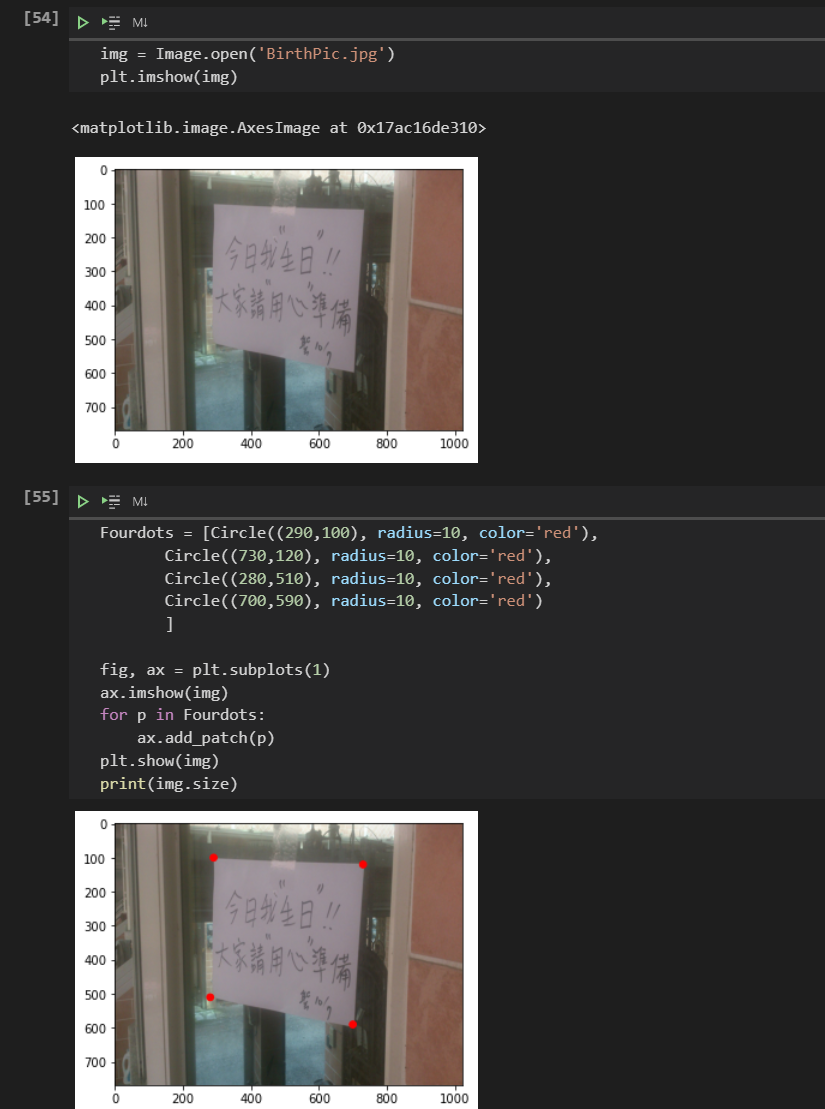 [54]
M↓
img = Image.open('BirthPic.jpg')
plt.imshow(img)
<matplotlib.image.AxesImage at 0x17ac16de310>
0
100
200
300
400
500
600
700
0 200 400 600 800 1000
今日我"生日"!!
大家請"用心"準備
[55]
M↓
Fourdots = [Circle((290,100), radius=10, color='red'),
Circle((730,120), radius=10, color='red'),
Circle((280,510), radius=10, color='red'),
Circle((700,590), radius=10, color='red')
]
fig, ax = plt.subplots(1)
ax.imshow(img)
for p in Fourdots:
ax.add_patch(p)
plt.show(img)
print(img.size)
0
100
200
300
400
500
600
700
0 200 400 600 800 1000
今日我"生日"!!
大家請"用心"準備